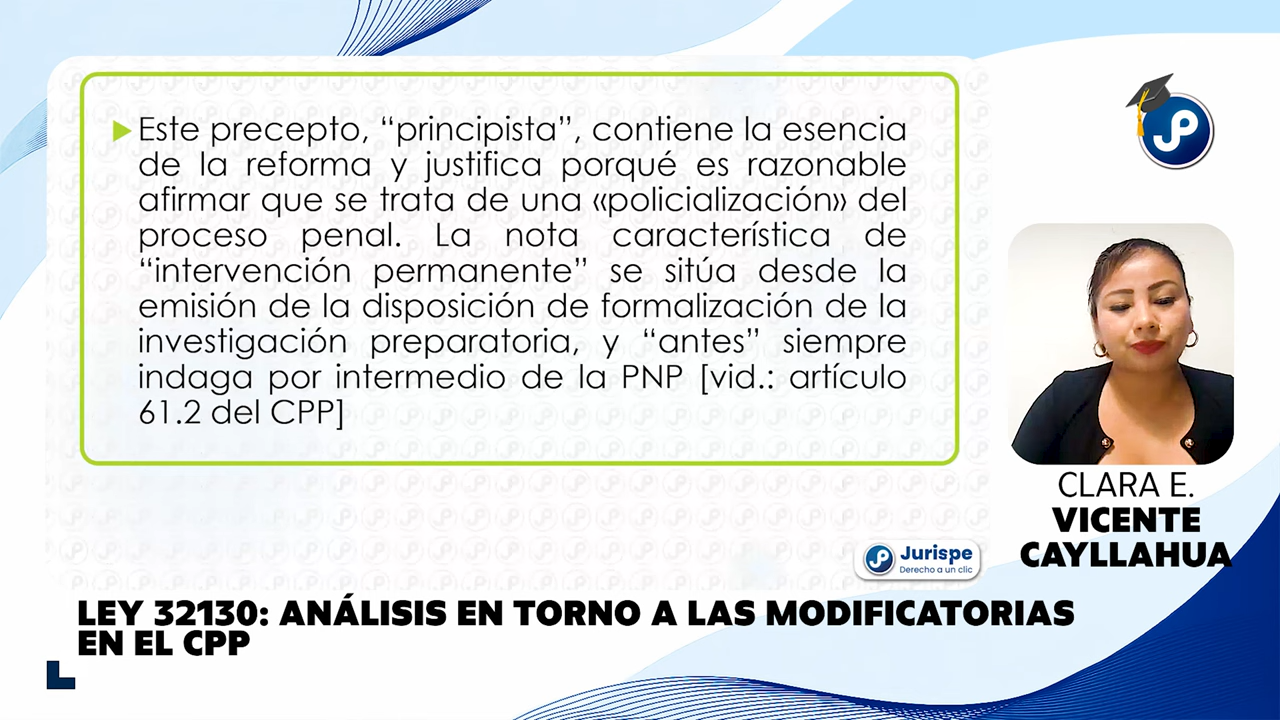 Este precepto, “principista”, contiene la esencia
de la reforma y justifica porqué es razonable
afirmar que se trata de una «policialización» del
proceso penal. La nota característica de
“intervención permanente” se sitúa desde la
emisión de la disposición de formalización de la
investigación preparatoria, y “antes” siempre
indaga por intermedio de la PNP [vid.: artículo
61.2 del CPP]
JP
CLARA E.
VICENTE
CAYLLAHUA
JP
Jurispe
Derecho a un clic
LEY 32130: ANÁLISIS EN TORNO A LAS MODIFICATORIAS
EN EL CPP